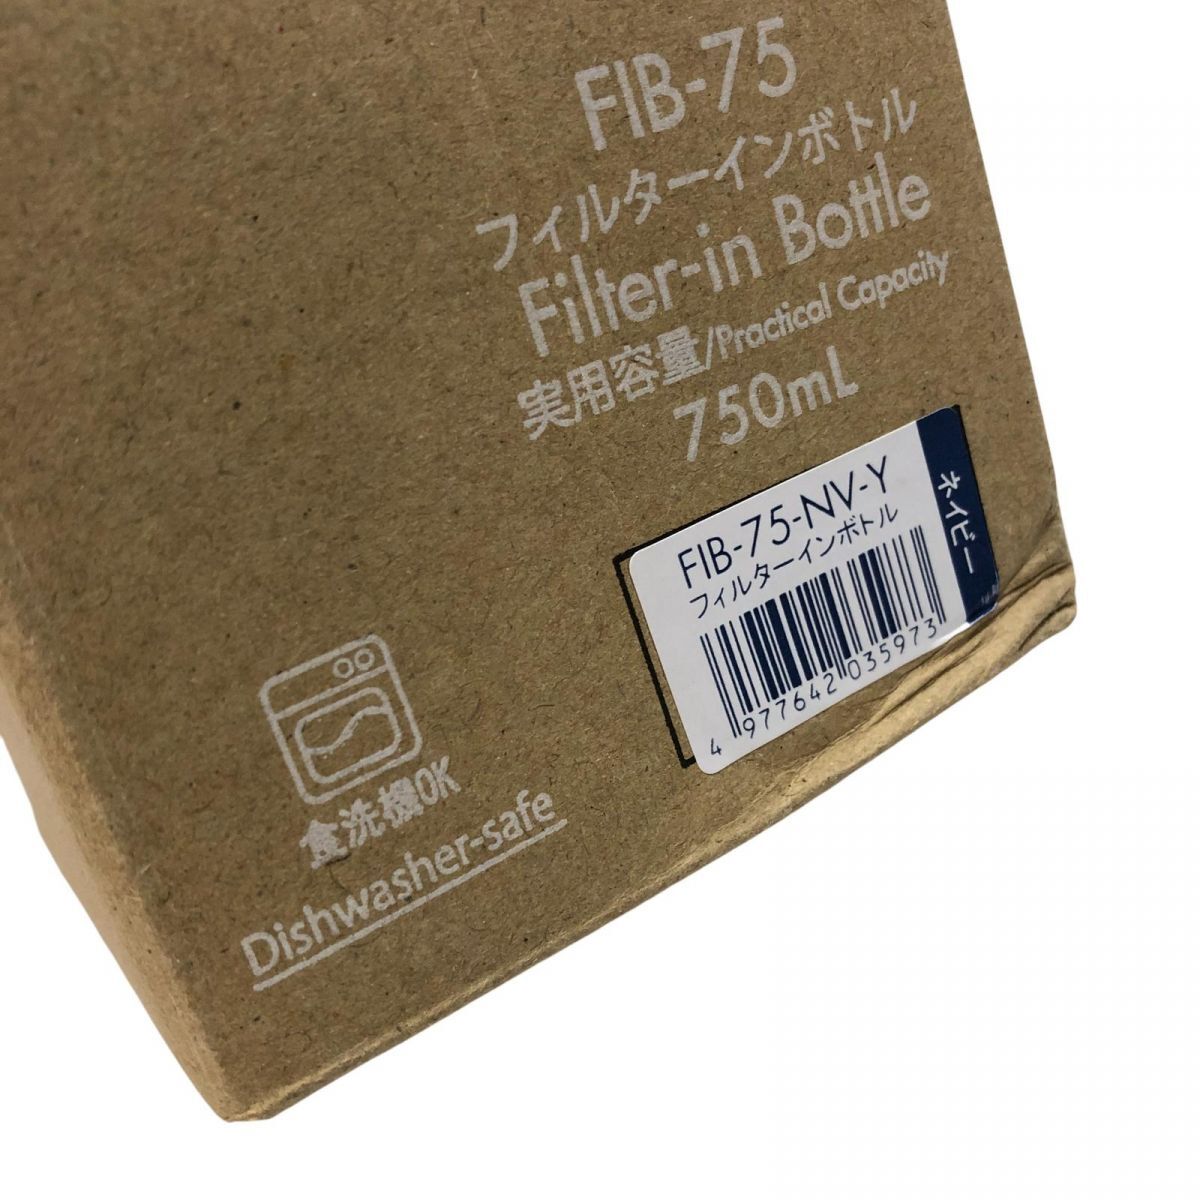 FIB-75
フィルターインボトル
Filter-in Bottle
実用容量/Practical Capacity
750mL
FIB-75-NV-Y
フィルターインボトル
ネイビー
4 977642 035973
食洗機OK
Dishwasher-safe